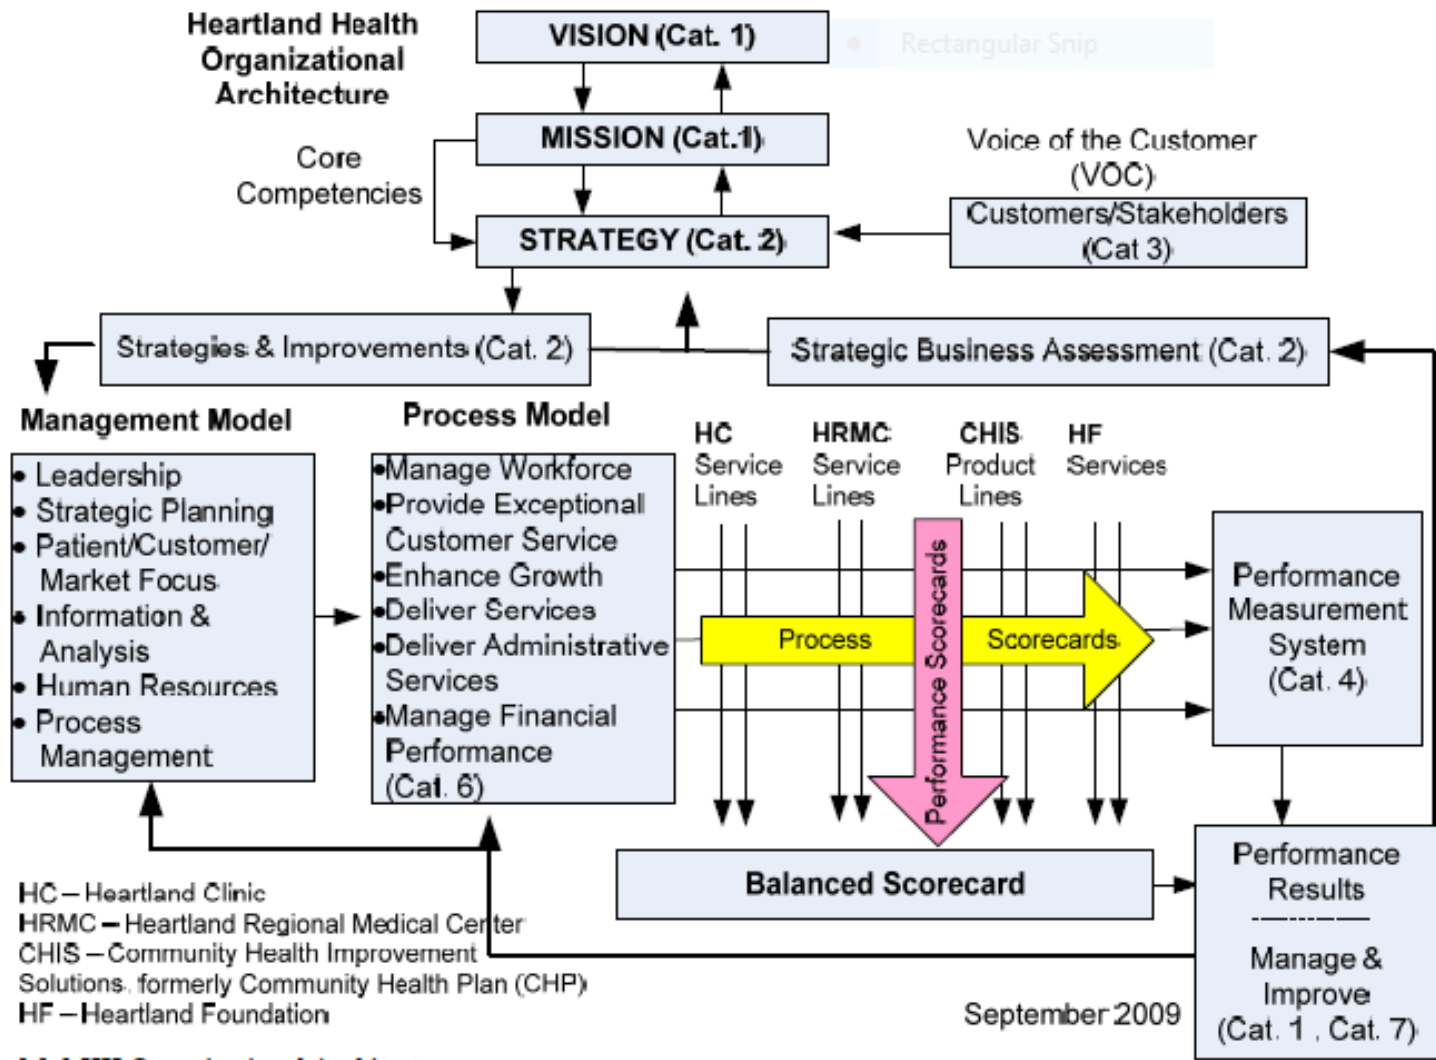 Heartland Health
Organizational
Architecture
VISION (Cat. 1)
Rectangular Snip
MISSION (Cat.1)
Core
Competencies
Voice of the Customer
(VOC)
Customers/Stakeholders
(Cat 3)
STRATEGY (Cat. 2)
Strategies & Improvements (Cat. 2)
Strategic Business Assessment (Cat. 2)
Management Model
• Leadership
• Strategic Planning
• Patient/Customer/
Market Focus
• Information &
Analysis
• Human Resources
• Process
Management
Process Model
• Manage Workforce
• Provide Exceptional
Customer Service
• Enhance Growth
• Deliver Services
• Deliver Administrative
Services
• Manage Financial
Performance
(Cat. 6)
HC
Service
Lines
HRMC
Service
Lines
CHIS
Product
Lines
HF
Services
Process Scorecards
Performance Scorecards
Performance
Measurement
System
(Cat. 4)
Balanced Scorecard
Performance
Results
Manage &
Improve
(Cat. 1 , Cat. 7)
HC – Heartland Clinic
HRMC – Heartland Regional Medical Center
CHIS – Community Health Improvement
Solutions. formerly Community Health Plan (CHP)
HF – Heartland Foundation
September 2009